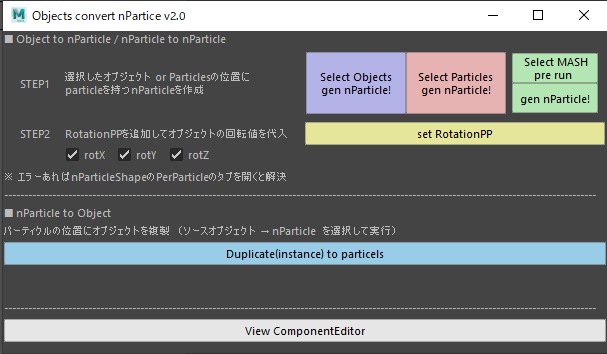 Objects convert nPartice v2.0
■ Object to nParticle / nParticle to nParticle
STEP1
選択したオブジェクト or Particlesの位置に
particleを持つnParticleを作成
Select Objects
gen nParticle!
Select Particles
gen nParticle!
Select MASH
pre run
gen nParticle!
STEP2
RotationPPを追加してオブジェクトの回転値を代入
set RotationPP
rotX
rotY
rotZ
※ エラーあればnParticleShapeのPerParticleのタブを開くと解決
■ nParticle to Object
パーティクルの位置にオブジェクトを複製 （ソースオブジェクト → nParticle を選択して実行）
Duplicate(instance) to particels
View ComponentEditor